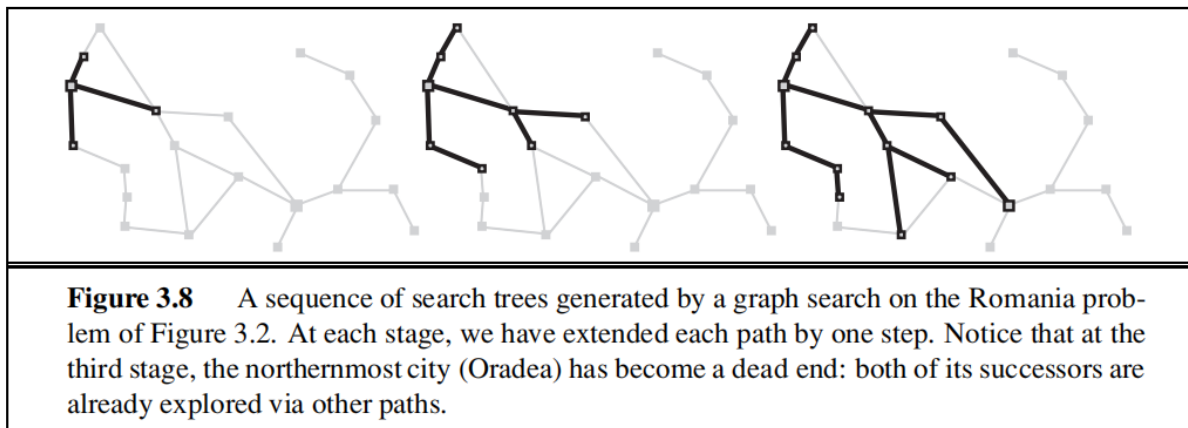 Figure 3.8 A sequence of search trees generated by a graph search on the Romania prob-
lem of Figure 3.2. At each stage, we have extended each path by one step. Notice that at the
third stage, the northernmost city (Oradea) has become a dead end: both of its successors are
already explored via other paths.